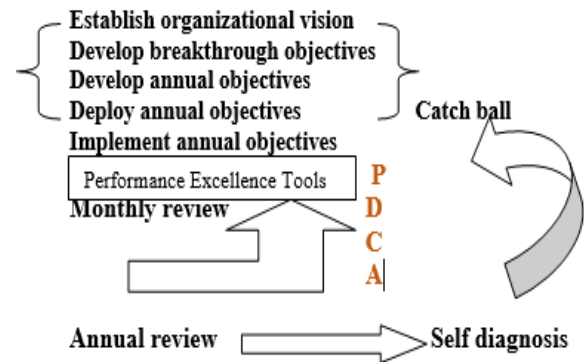 Establish organizational vision
Develop breakthrough objectives
Develop annual objectives
Deploy annual objectives
Catch ball
Implement annual objectives
Performance Excellence Tools
P
Monthly review
D
C
A
Annual review
Self diagnosis